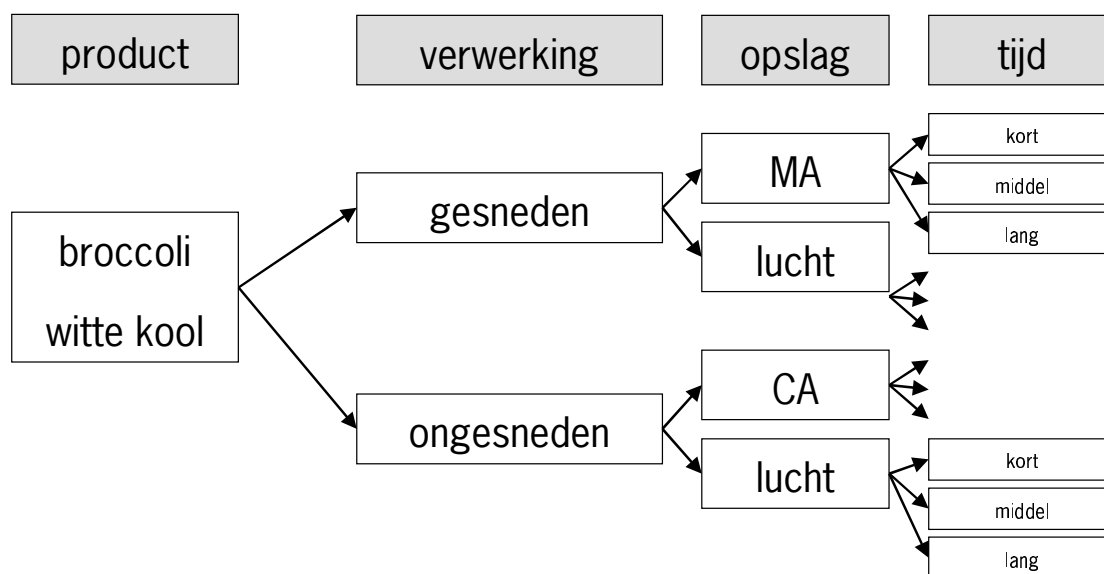 product
verwerking
opslag
tijd
broccoli
witte kool
gesneden
ongesneden
MA
lucht
CA
lucht
kort
middel
lang
kort
middel
lang